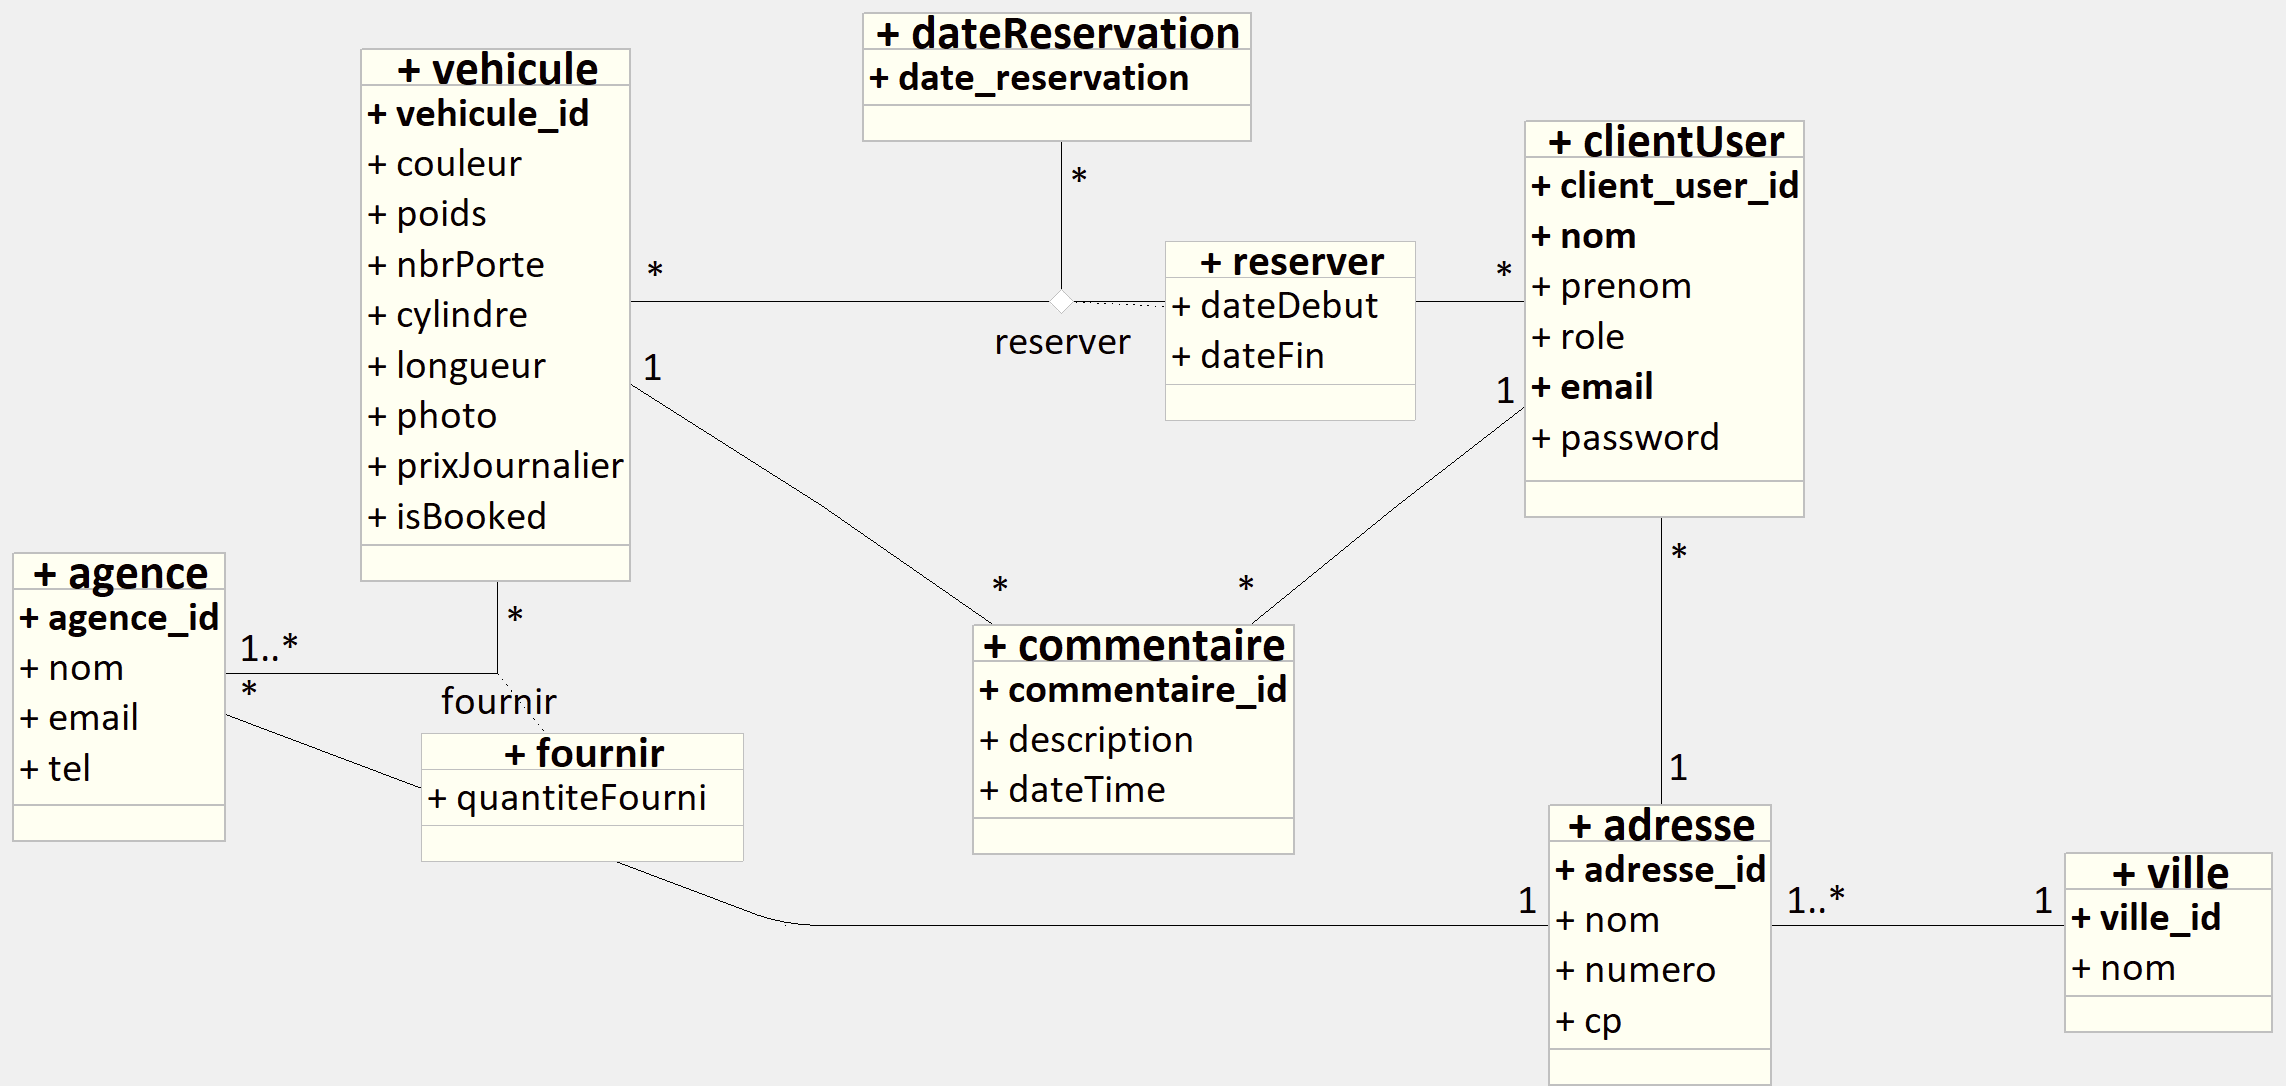 + dateReservation
+ date_reservation
*
+ vehicule
+ vehicule_id
+ couleur
+ poids
+ nbrPorte
+ cylindre
+ longueur
+ photo
+ prixJournalier
+ isBooked
*
1
*
reserver
+ reserver
+ dateDebut
+ dateFin
*
1
+ clientUser
+ client_user_id
+ nom
+ prenom
+ role
+ email
+ password
*
1
+ agence
+ agence_id
+ nom
+ email
+ tel
1..*
*
fournir
+ fournir
+ quantiteFourni
*
*
+ commentaire
+ commentaire_id
+ description
+ dateTime
1
+ adresse
+ adresse_id
+ nom
+ numero
+ cp
1..*
1
+ ville
+ ville_id
+ nom